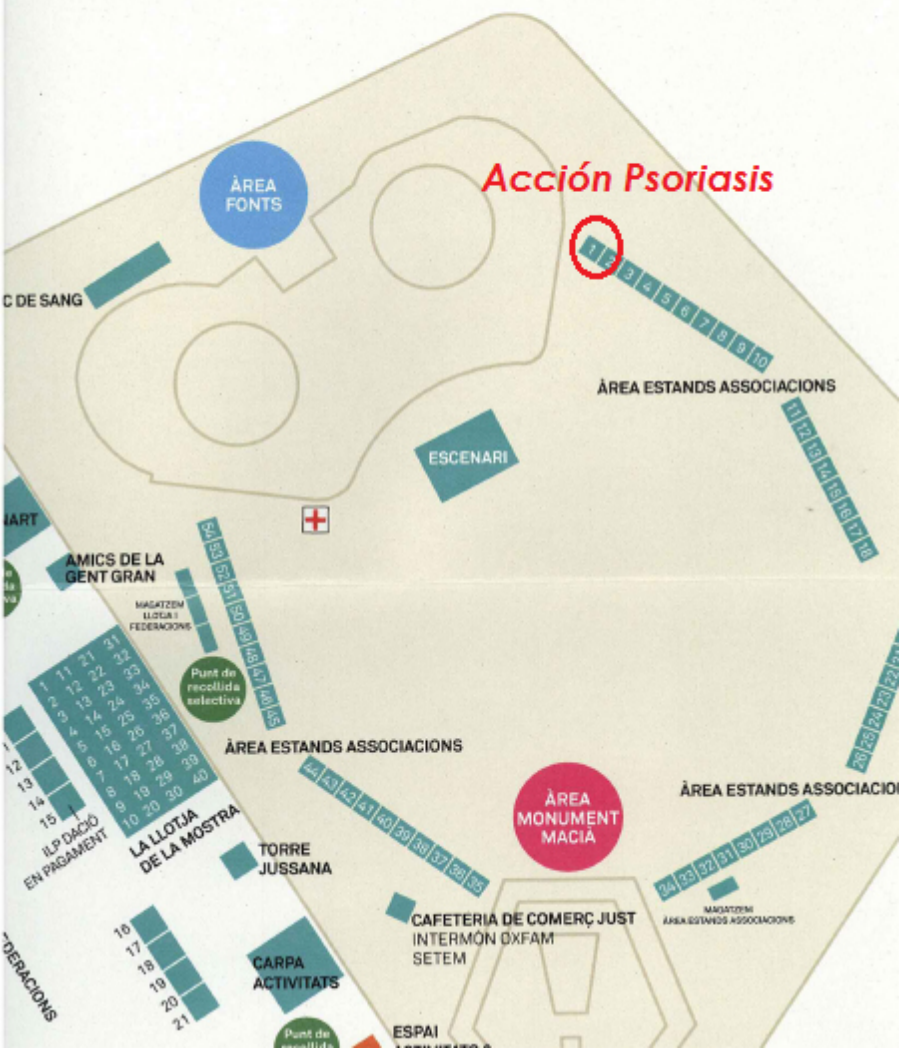 ÀREA
FONTS
Acción Psoriasis
1 2 3 4 5 6 7 8 9 10
C DE SANG
ÀREA ESTANDS ASSOCIACIONS
11 12 13 14 15 16 17 18
ESCENARI
AMICS DE LA
GENT GRAN
54 53 52 51 50 49 48 47 46 45
MAGATZEM
LLOTJA I
FEDERACIONS
Punt de
recollida
selectiva
1 11 21 31
2 12 22 32
3 13 23 33
4 14 24 34
5 15 25 35
6 16 26 36
7 17 27 37
8 18 28 38
9 19 29 39
10 20 30 40
LA LLOTJA
DE LA MOSTRA
12
13
14
15
ILP DACIÓ
EN PAGAMENT
ÀREA ESTANDS ASSOCIACIONS
44 43 42 41 40 39 38 37 36 35
ÀREA
MONUMENT
MACIÀ
26 25 24 23 22
ÀREA ESTANDS ASSOCIACION
34 33 32 31 30 29 28 27
MAGATZEM
ÀREA ESTANDS ASSOCIACIONS
TORRE
JUSSANA
CAFETERIA DE COMERÇ JUST
INTERMÓN OXFAM
SETEM
16
17
18
19
20
21
CARPA
ACTIVITATS
DERACIONS
Punt de
ESPAI